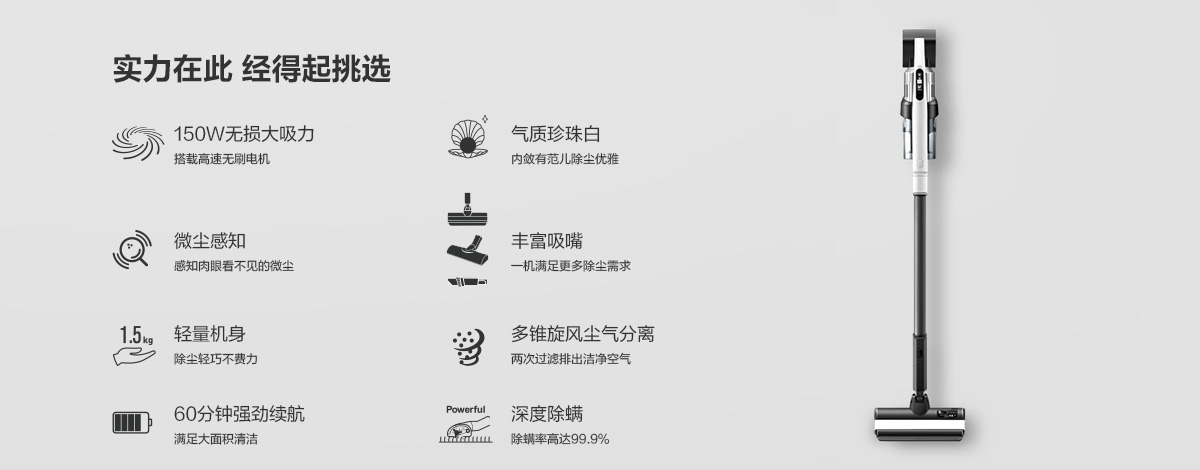 实力在此 经得起挑选
150W无损大吸力
搭载高速无刷电机
气质珍珠白
内敛有范儿除尘优雅
微尘感知
感知肉眼看不见的微尘
丰富吸嘴
一机满足更多除尘需求
1.5kg
轻量机身
除尘轻巧不费力
多锥旋风尘气分离
两次过滤排出洁净空气
60分钟强劲续航
满足大面积清洁
Powerful
深度除螨
除螨率高达99.9%